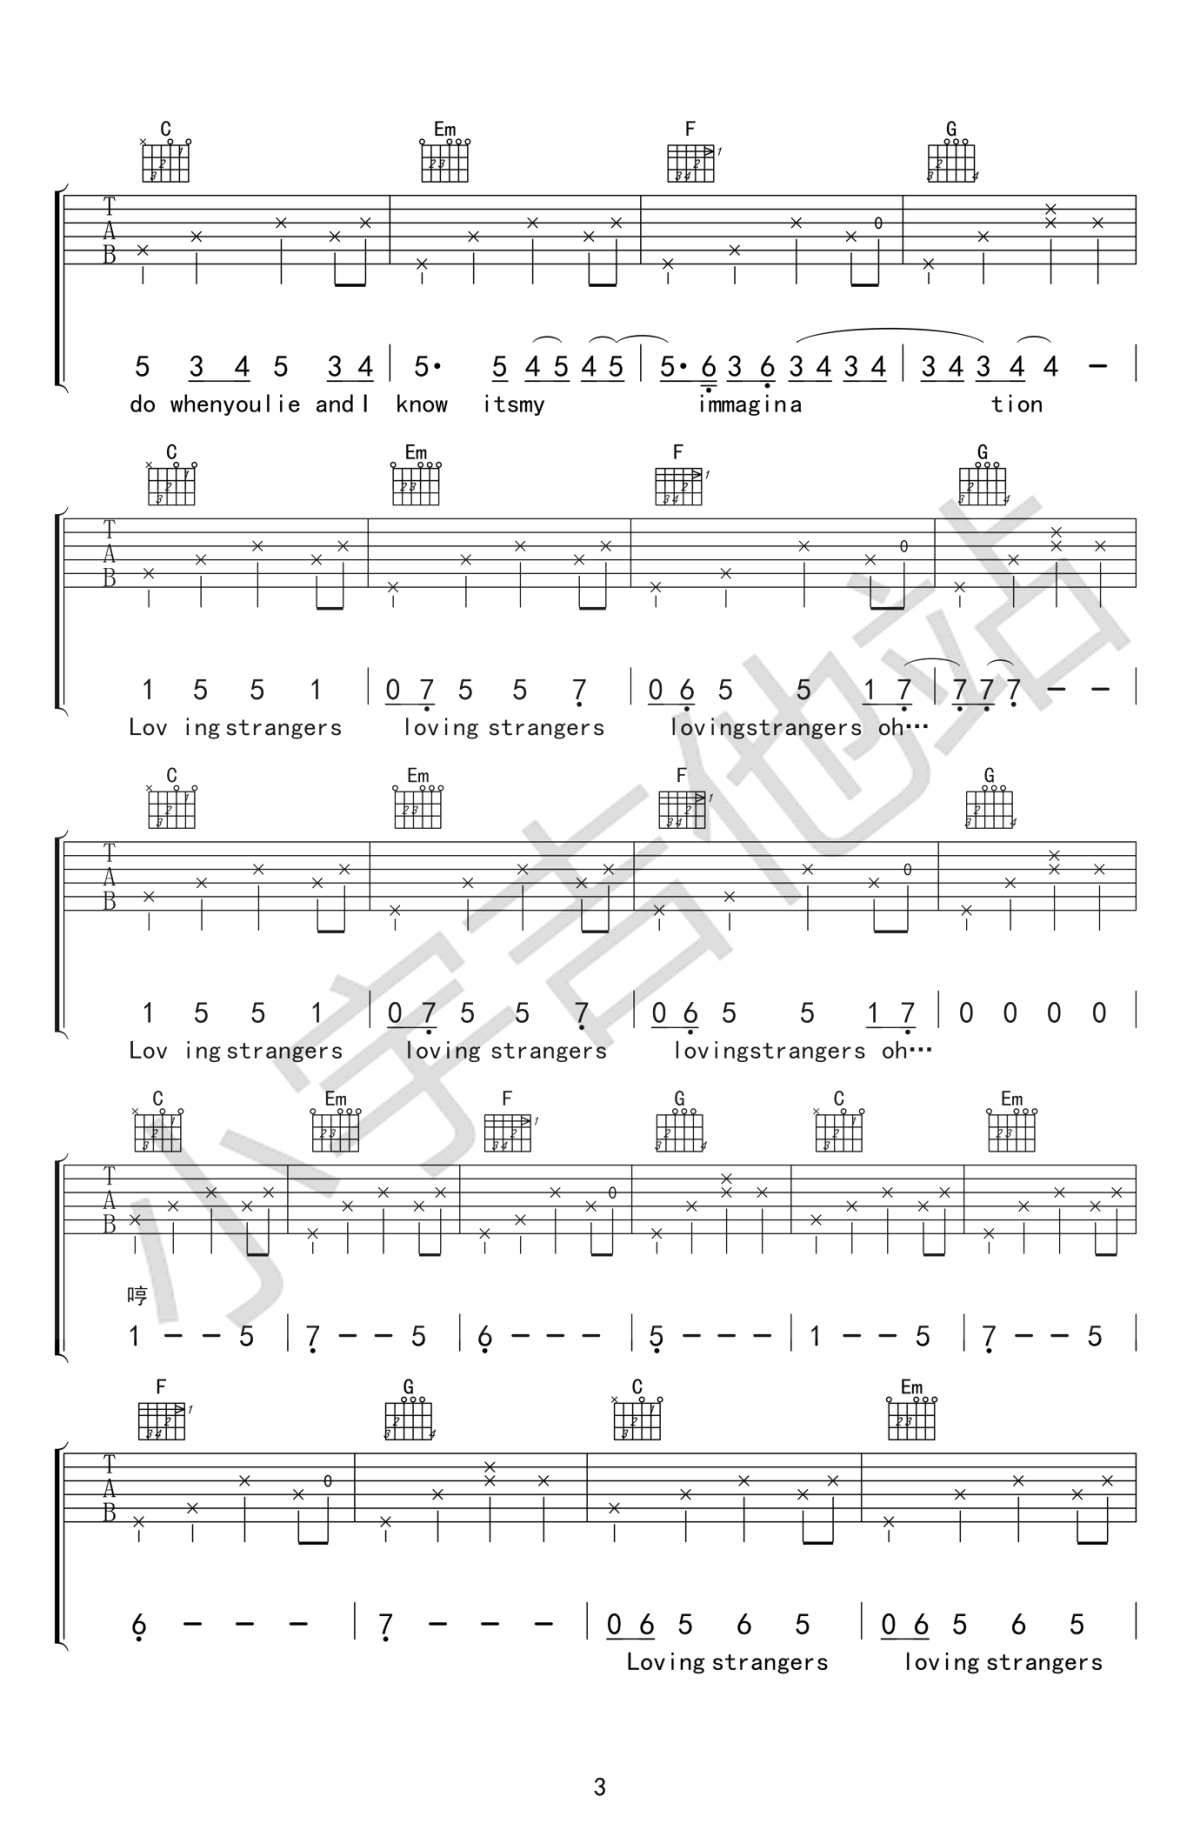 C Em F G
T
A
B
5 3 4 5 3 4 | 5· 5 4 5 4 5 | 5· 6 3 6 3 4 3 4 | 3 4 3 4 4 — |
do whenyoulie andI know itsmy immagina tion
C Em F G
T
A
B
1 5 5 1 | 0 7 5 5 7 | 0 6 5 5 1 7 | 7 7 7 — — |
Lov ing strangers loving strangers lovingstrangers oh…
C Em F G
T
A
B
1 5 5 1 | 0 7 5 5 7 | 0 6 5 5 1 7 | 0 0 0 0 |
Lov ing strangers loving strangers lovingstrangers oh…
C Em F G C Em
T
A
B
哼
1 — — 5 | 7 — — 5 | 6 — — — | 5 — — — | 1 — — 5 | 7 — — 5 |
F G C Em
T
A
B
6 — — — | 7 — — — | 0 6 5 6 5 | 0 6 5 6 5 |
Loving strangers loving strangers
3
小宇吉他站